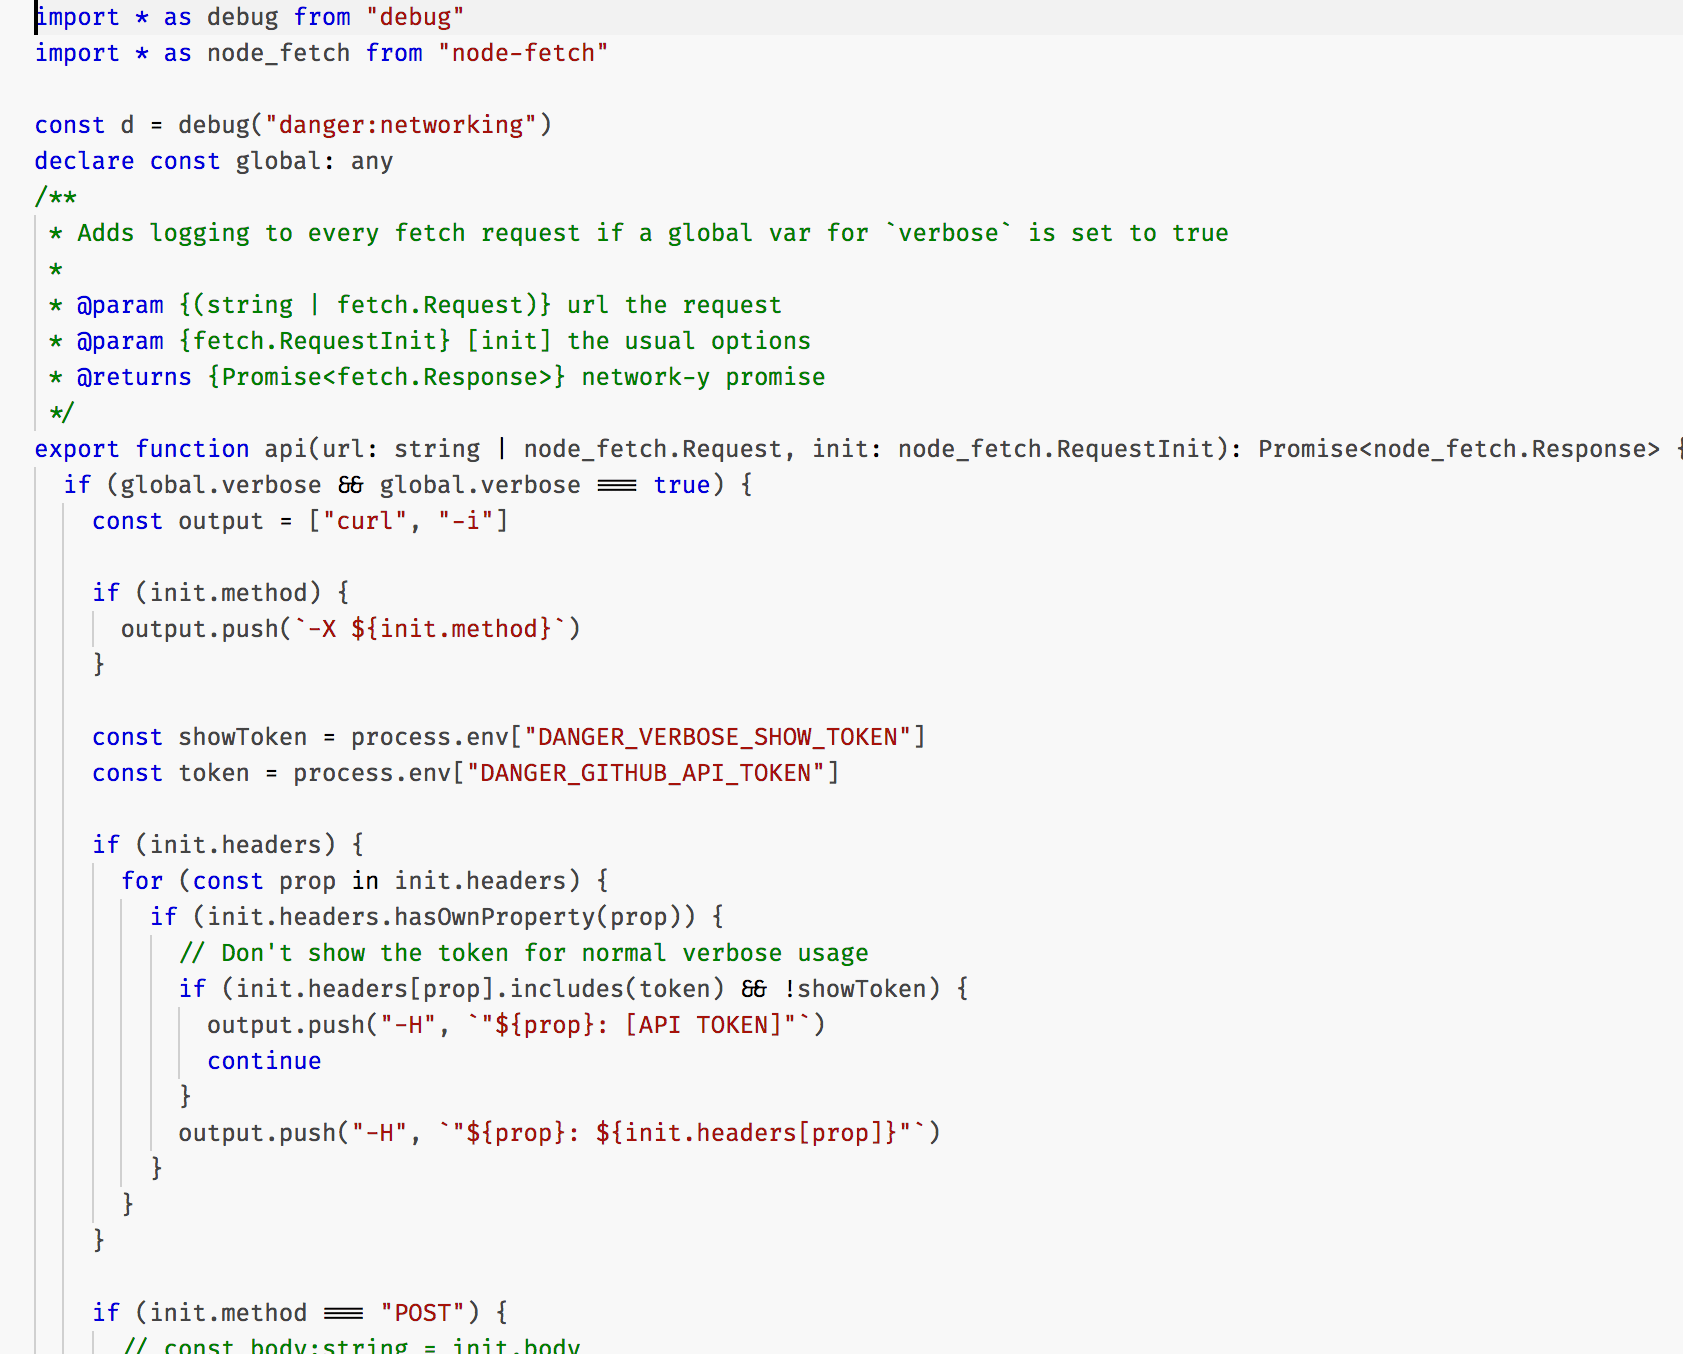 import * as debug from "debug"
import * as node_fetch from "node-fetch"
const d = debug("danger:networking")
declare const global: any
/**
* Adds logging to every fetch request if a global var for `verbose` is set to true
*
* @param {(string | fetch.Request)} url the request
* @param {fetch.RequestInit} [init] the usual options
* @returns {Promise<fetch.Response>} network-y promise
*/
export function api(url: string | node_fetch.Request, init: node_fetch.RequestInit): Promise<node_fetch.Response> {
if (global.verbose && global.verbose === true) {
const output = ["curl", "-i"]
if (init.method) {
output.push(`-X ${init.method}`)
}
const showToken = process.env["DANGER_VERBOSE_SHOW_TOKEN"]
const token = process.env["DANGER_GITHUB_API_TOKEN"]
if (init.headers) {
for (const prop in init.headers) {
if (init.headers.hasOwnProperty(prop)) {
// Don't show the token for normal verbose usage
if (init.headers[prop].includes(token) && !showToken) {
output.push("-H", `"${prop}: [API TOKEN]"`)
continue
}
output.push("-H", `"${prop}: ${init.headers[prop]}"`)
}
}
}
if (init.method === "POST") {
// const body:string = init.body